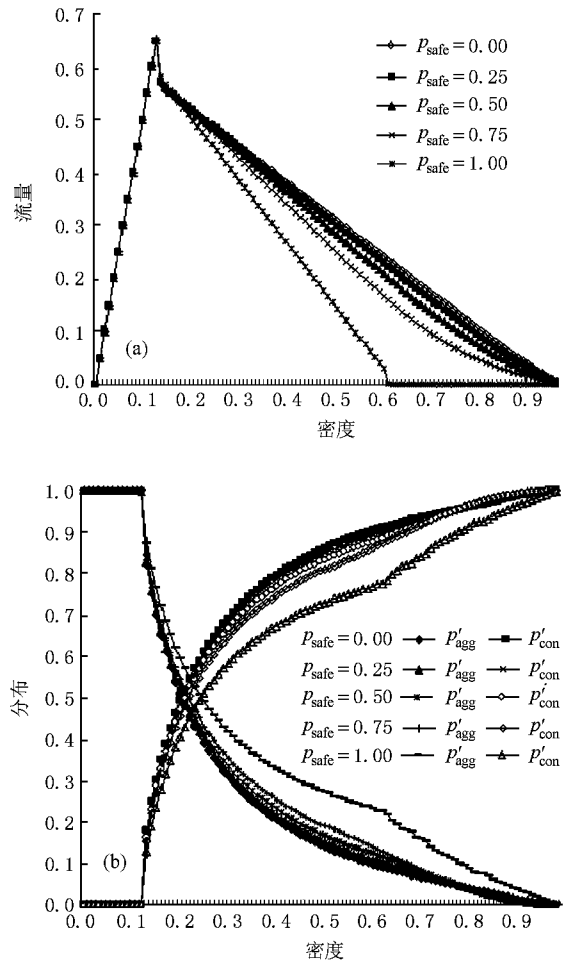 (a)
0.7
0.6
0.5
0.4
0.3
0.2
0.1
0.0
流量
p_safe=0.00
p_safe=0.25
p_safe=0.50
p_safe=0.75
p_safe=1.00
0.0 0.1 0.2 0.3 0.4 0.5 0.6 0.7 0.8 0.9
密度
1.0
0.9
0.8
0.7
0.6
0.5
0.4
0.3
0.2
0.1
0.0
分布
p_safe=0.00 p'_agg p'_con
p_safe=0.25 p'_agg p'_con
p_safe=0.50 p'_agg p'_con
p_safe=0.75 p'_agg p'_con
p_safe=1.00 p'_agg p'_con
(b)
0.0 0.1 0.2 0.3 0.4 0.5 0.6 0.7 0.8 0.9
密度